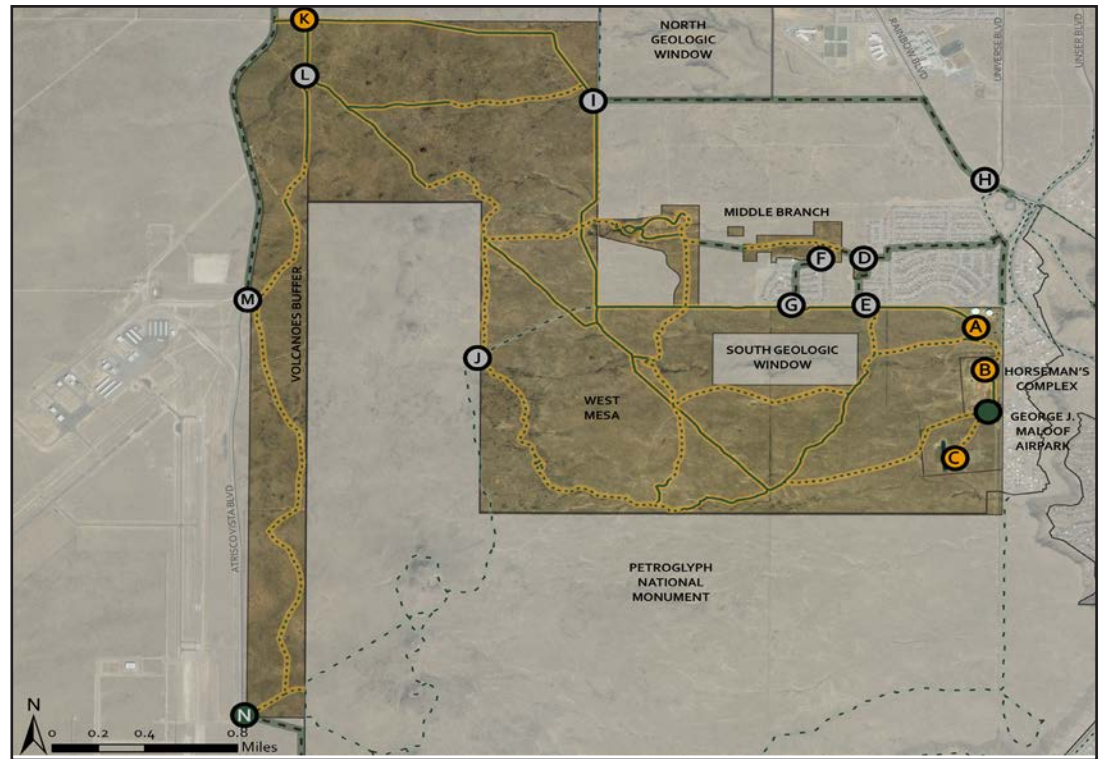 K
L
NORTH
GEOLOGIC
WINDOW
RAINBOW BLVD
UNIVERSE BLVD
UNSER BLVD
I
H
MIDDLE BRANCH
F
D
G
E
M
VOLCANOES BUFFER
A
J
SOUTH GEOLOGIC
WINDOW
B
HORSEMAN'S
COMPLEX
WEST
MESA
GEORGE J.
MALOOF
AIRPARK
C
ATRISCO VISTA BLVD
PETROGLYPH
NATIONAL
MONUMENT
N
N
0 0.2 0.4 0.8
Miles